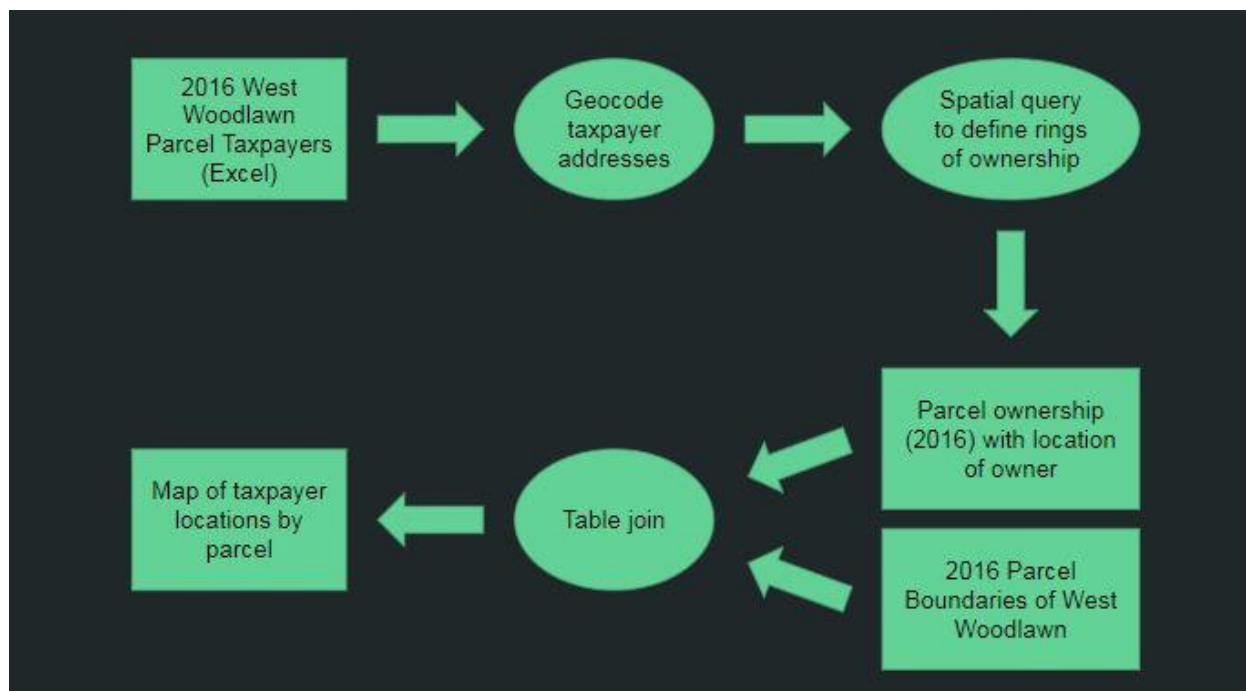 2016 West
Woodlawn
Parcel Taxpayers
(Excel)
Geocode
taxpayer
addresses
Spatial query
to define rings
of ownership
Parcel ownership
(2016) with location
of owner
2016 Parcel
Boundaries of West
Woodlawn
Table join
Map of taxpayer
locations by
parcel